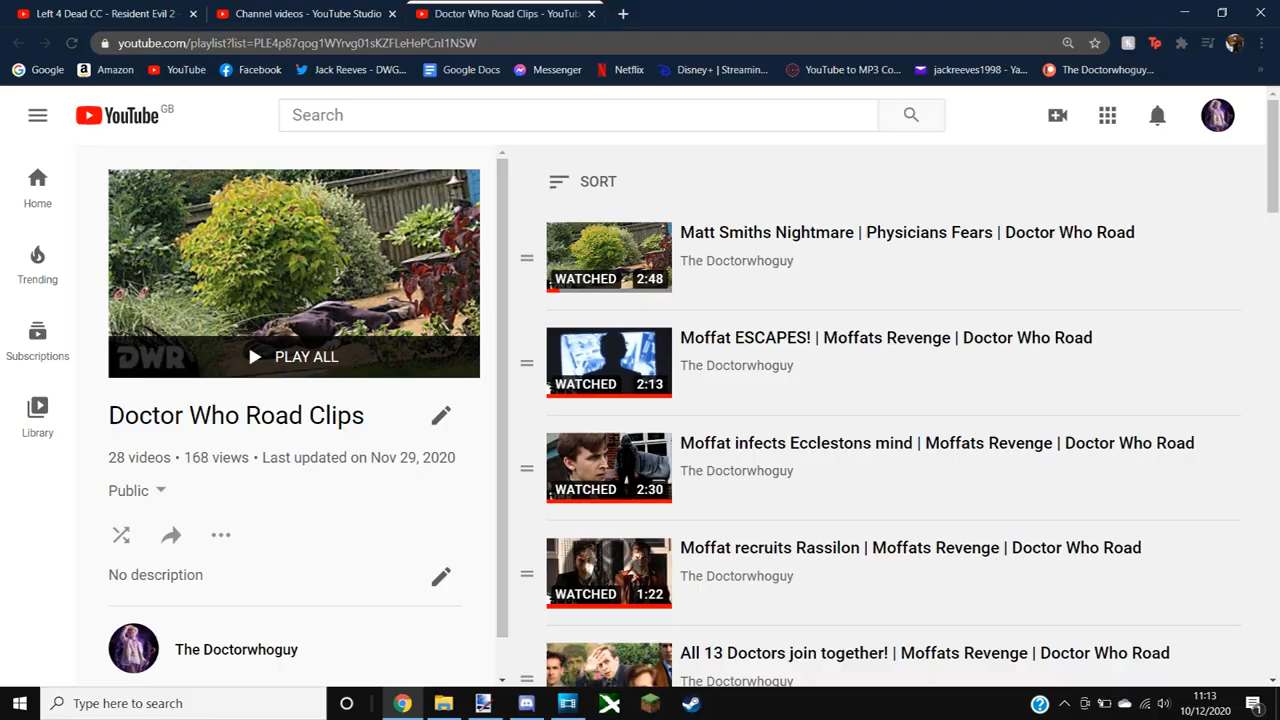 Left 4 Dead CC - Resident Evil 2 -
Channel videos - YouTube Studio
Doctor Who Road Clips - YouTub
youtube.com/playlist?list=PLE4p87qog1WYrvg01sKZFLeHePCnI1NSW
Google
Amazon
YouTube
Facebook
Jack Reeves - DWG...
Google Docs
Messenger
Netflix
Disney+ | Streamin...
YouTube to MP3 Co...
jackreeves1998 - Ya...
The Doctorwhoguy...
YouTube GB
Search
Home
Trending
Subscriptions
Library
DWR
PLAY ALL
Doctor Who Road Clips
28 videos • 168 views • Last updated on Nov 29, 2020
Public
No description
The Doctorwhoguy
SORT
Matt Smiths Nightmare | Physicians Fears | Doctor Who Road
The Doctorwhoguy
WATCHED 2:48
Moffat ESCAPES! | Moffats Revenge | Doctor Who Road
The Doctorwhoguy
WATCHED 2:13
Moffat infects Ecclestons mind | Moffats Revenge | Doctor Who Road
The Doctorwhoguy
WATCHED 2:30
Moffat recruits Rassilon | Moffats Revenge | Doctor Who Road
The Doctorwhoguy
WATCHED 1:22
All 13 Doctors join together! | Moffats Revenge | Doctor Who Road
The Doctorwhoguy
Type here to search
11:13
10/12/2020
1